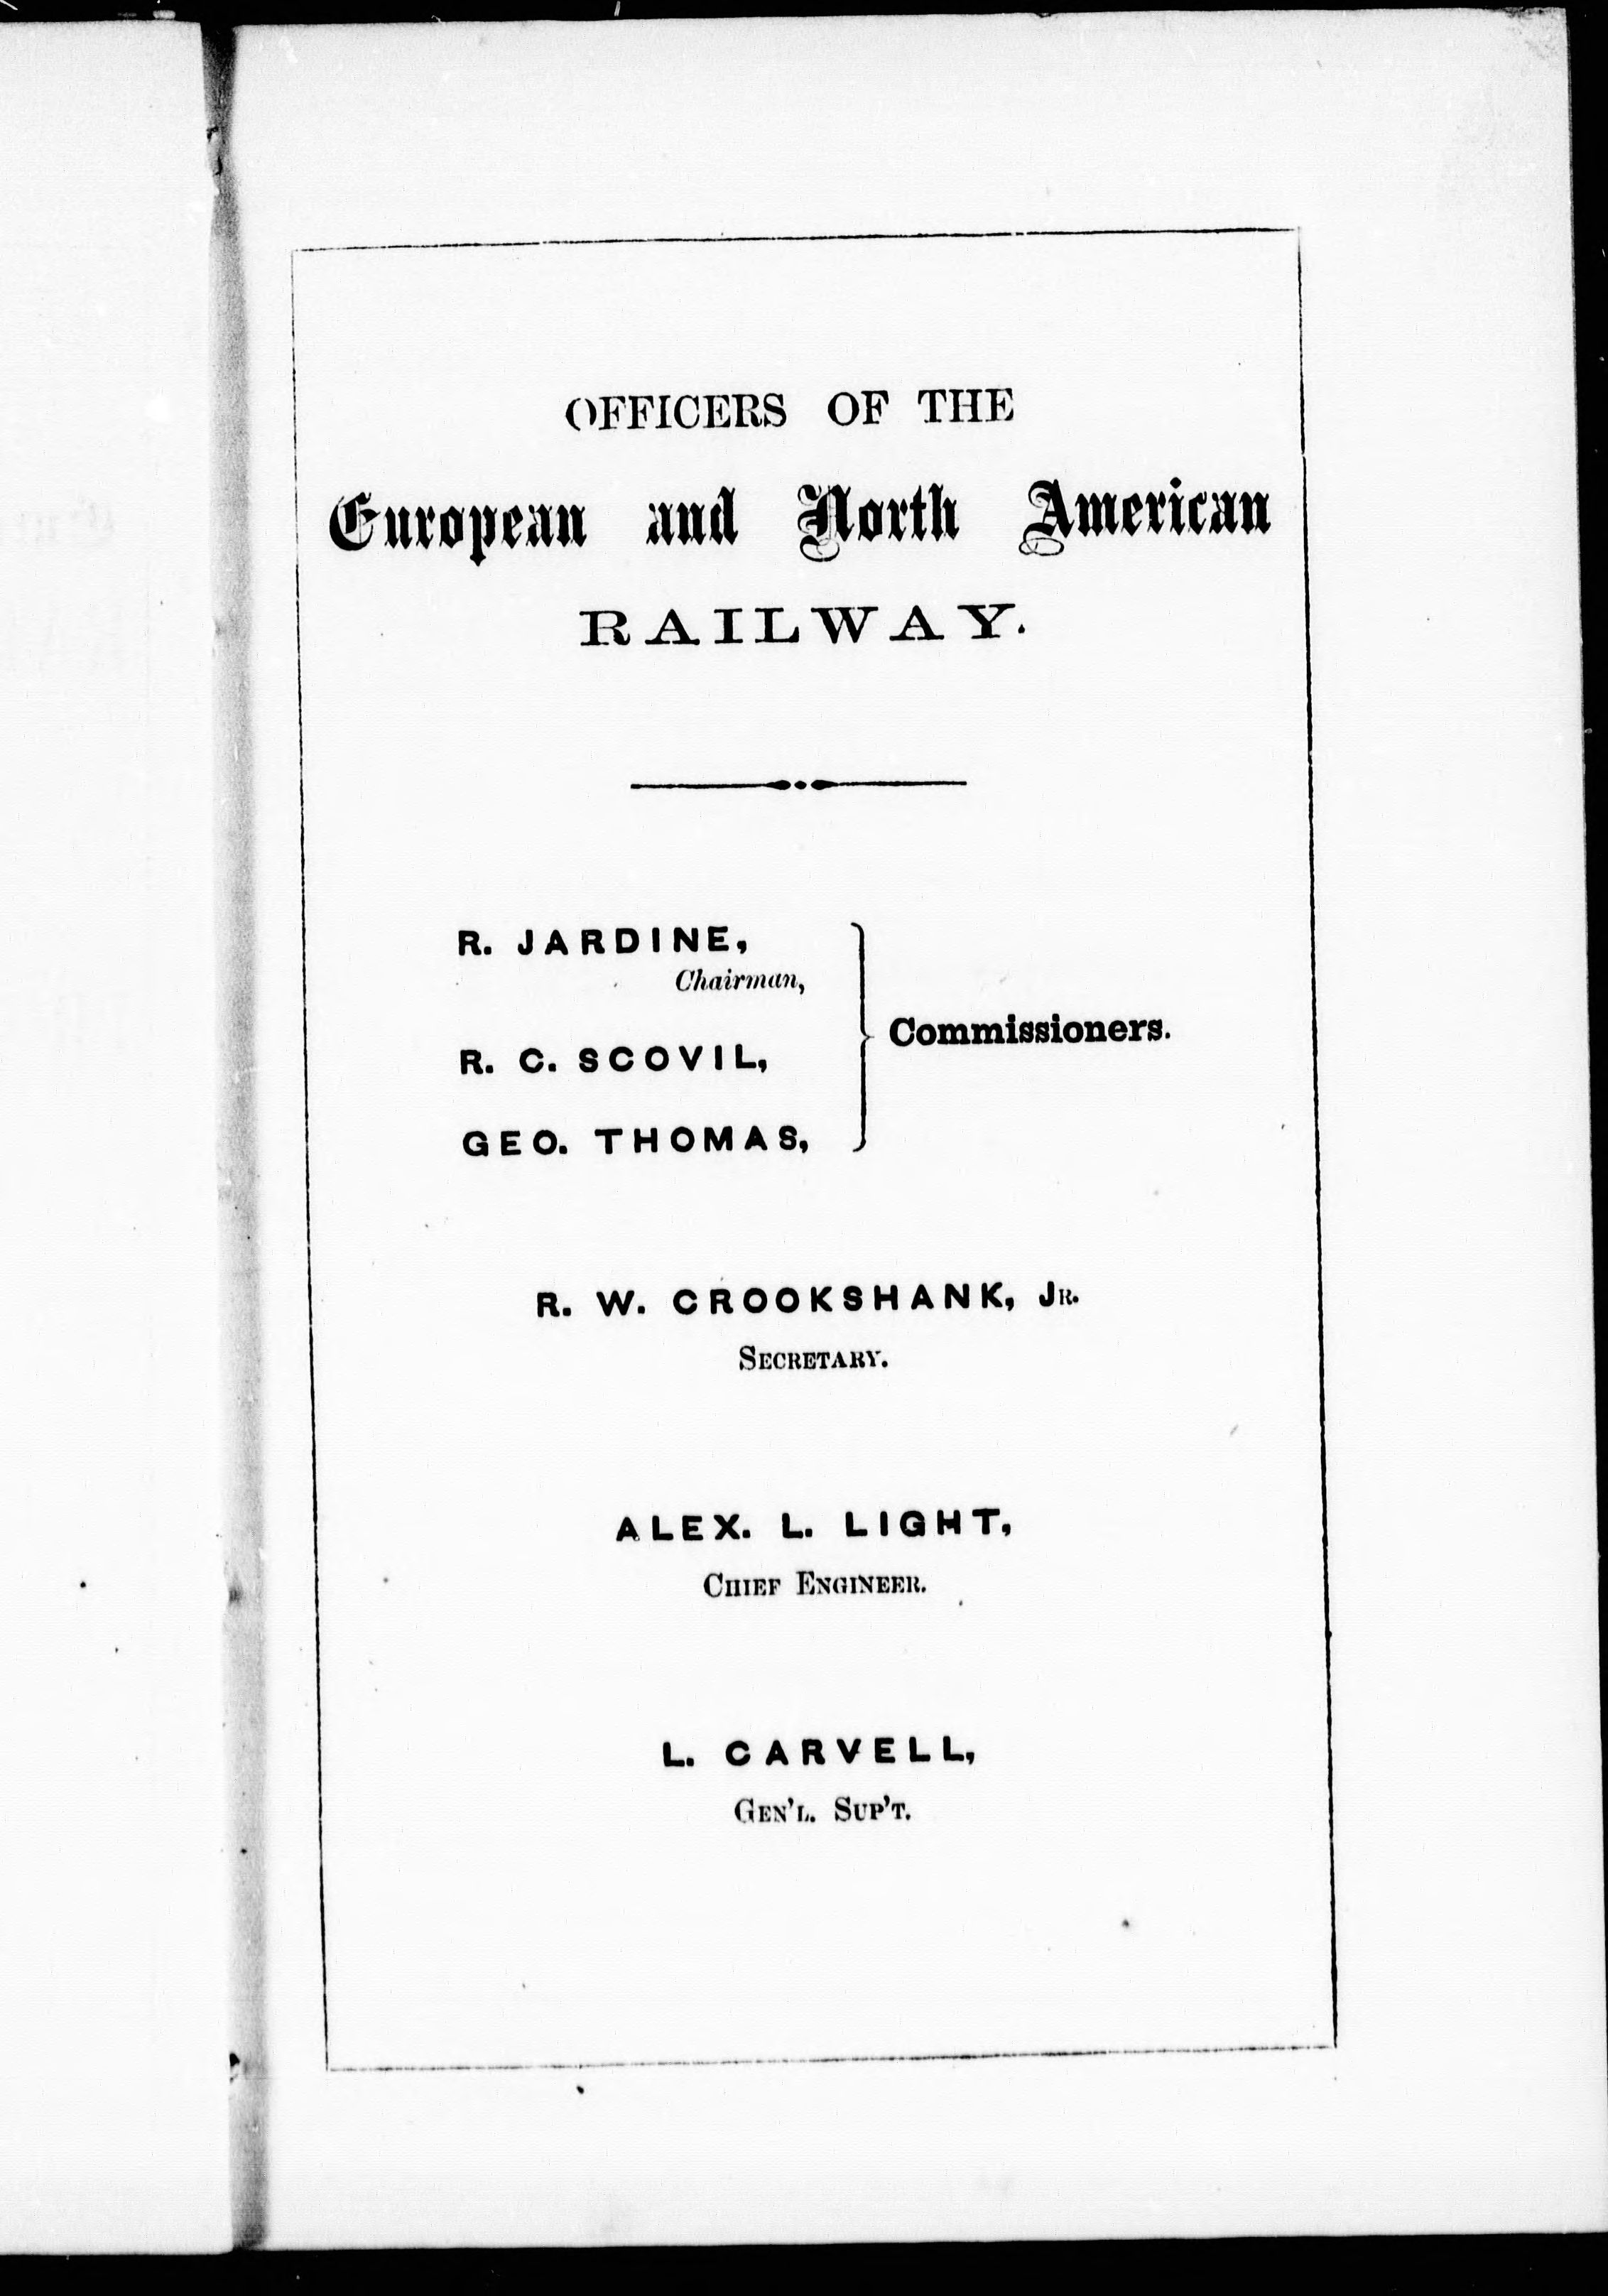 OFFICERS OF THE
European and North American
RAILWAY.
R. JARDINE,
Chairman,
R. C. SCOVIL,
GEO. THOMAS,
Commissioners.
R. W. CROOKSHANK, JR.
SECRETARY.
ALEX. L. LIGHT,
CHIEF ENGINEER.
L. CARVELL,
GEN'L. SUP'T.